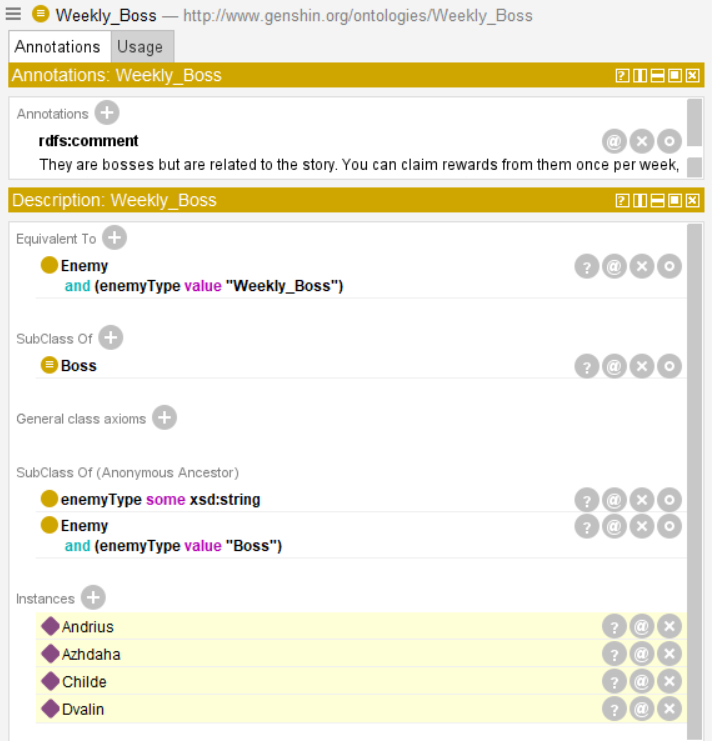 Weekly_Boss — http://www.genshin.org/ontologies/Weekly_Boss
Annotations Usage
Annotations: Weekly_Boss
Annotations
rdfs:comment
They are bosses but are related to the story. You can claim rewards from them once per week,
Description: Weekly_Boss
Equivalent To
Enemy
and (enemyType value "Weekly_Boss")
SubClass Of
Boss
General class axioms
SubClass Of (Anonymous Ancestor)
enemyType some xsd:string
Enemy
and (enemyType value "Boss")
Instances
Andrius
Azhdaha
Childe
Dvalin